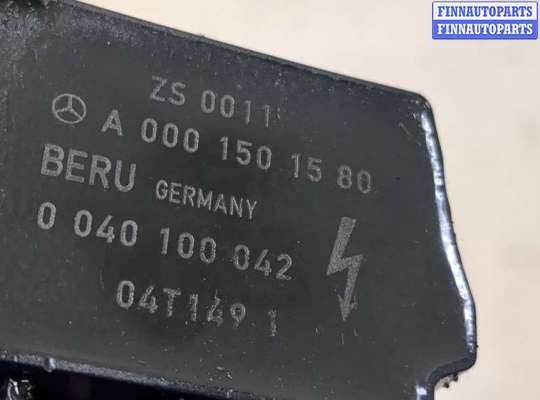 FINNAUTOPARTS
FINNAUTOPARTS
ZS 0011
A 000 150 15 80
BERU GERMANY
0 040 100 042
04T149 1